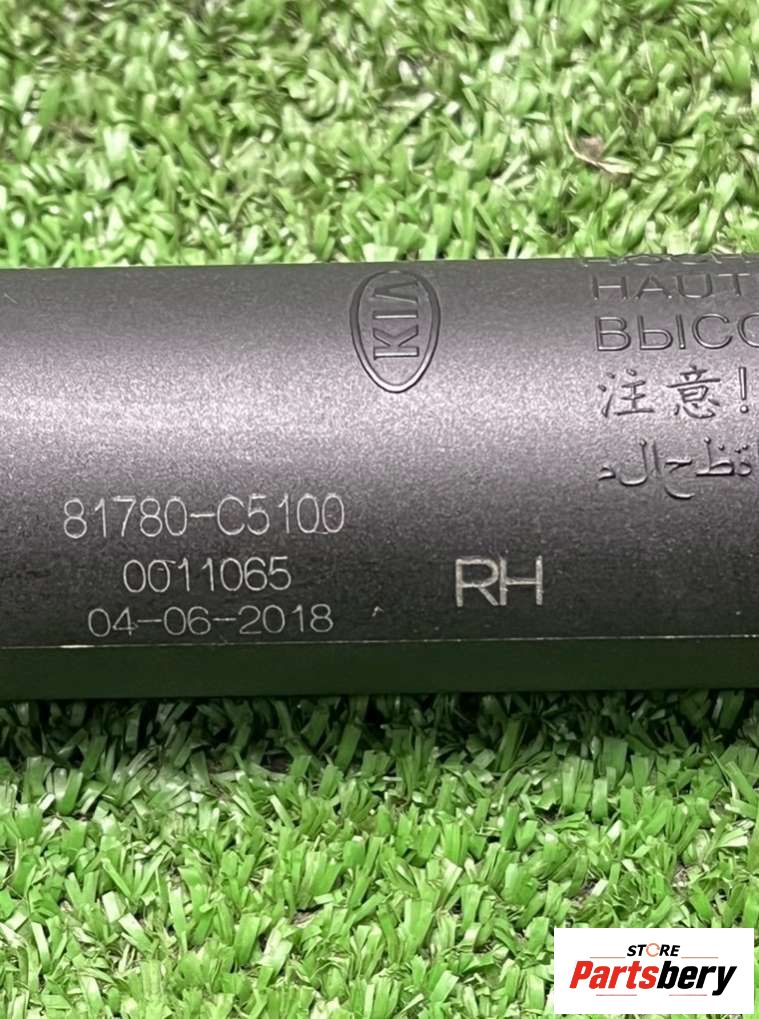 KIA
HAUT
ВЫСО
注意!
81780-C5100
0011065
RH
04-06-2018
STORE
Partsbery